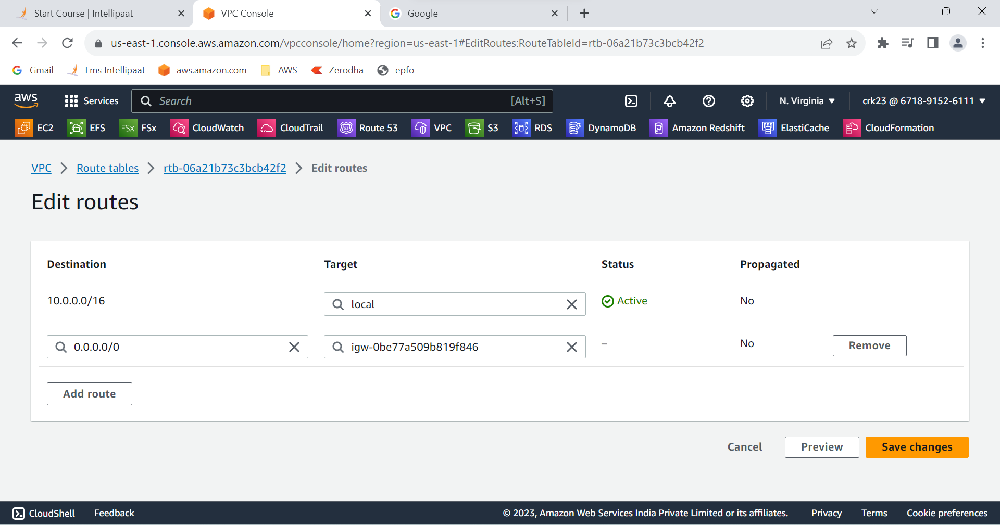 Start Course | Intellipaat
VPC Console
Google
us-east-1.console.aws.amazon.com/vpcconsole/home?region=us-east-1#EditRoutes:RouteTableId=rtb-06a21b73c3bcb42f2
Gmail
Lms Intellipaat
aws.amazon.com
AWS
Zerodha
epfo
aws
Services
Search
[Alt+S]
N. Virginia
crk23 @ 6718-9152-6111
EC2
EFS
FSx FSx
CloudWatch
CloudTrail
53 Route 53
VPC
S3
RDS
DynamoDB
Amazon Redshift
ElastiCache
CloudFormation
VPC
Route tables
rtb-06a21b73c3bcb42f2
Edit routes
Edit routes
Destination
Target
Status
Propagated
10.0.0.0/16
local
Active
No
0.0.0.0/0
igw-0be77a509b819f846
–
No
Remove
Add route
Cancel
Preview
Save changes
CloudShell
Feedback
© 2023, Amazon Web Services India Private Limited or its affiliates.
Privacy
Terms
Cookie preferences